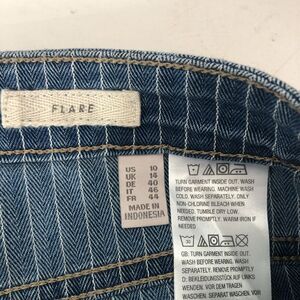 FLARE
US 10
UK 14
DE 40
IT 46
FR 44
MADE IN
INDONESIA
TURN GARMENT INSIDE OUT. WASH
BEFORE WEARING. MACHINE WASH
COLD, WASH SEPARATELY. ONLY
NON-CHLORINE BLEACH WHEN
NEEDED. TUMBLE DRY LOW.
REMOVE PROMPTLY. WARM IRON IF
NEEDED
GB: TURN GARMENT INSIDE OUT.
WASH BEFORE WEARING. WASH
SEPARATELY. REMOVE PROMPTLY
D: BEKLEIDUNGSSTÜCK AUF LINKS
WENDEN. VOR DEM ERSTEN TRAGEN
WASCHEN. SEPARAT WASCHEN. NACH